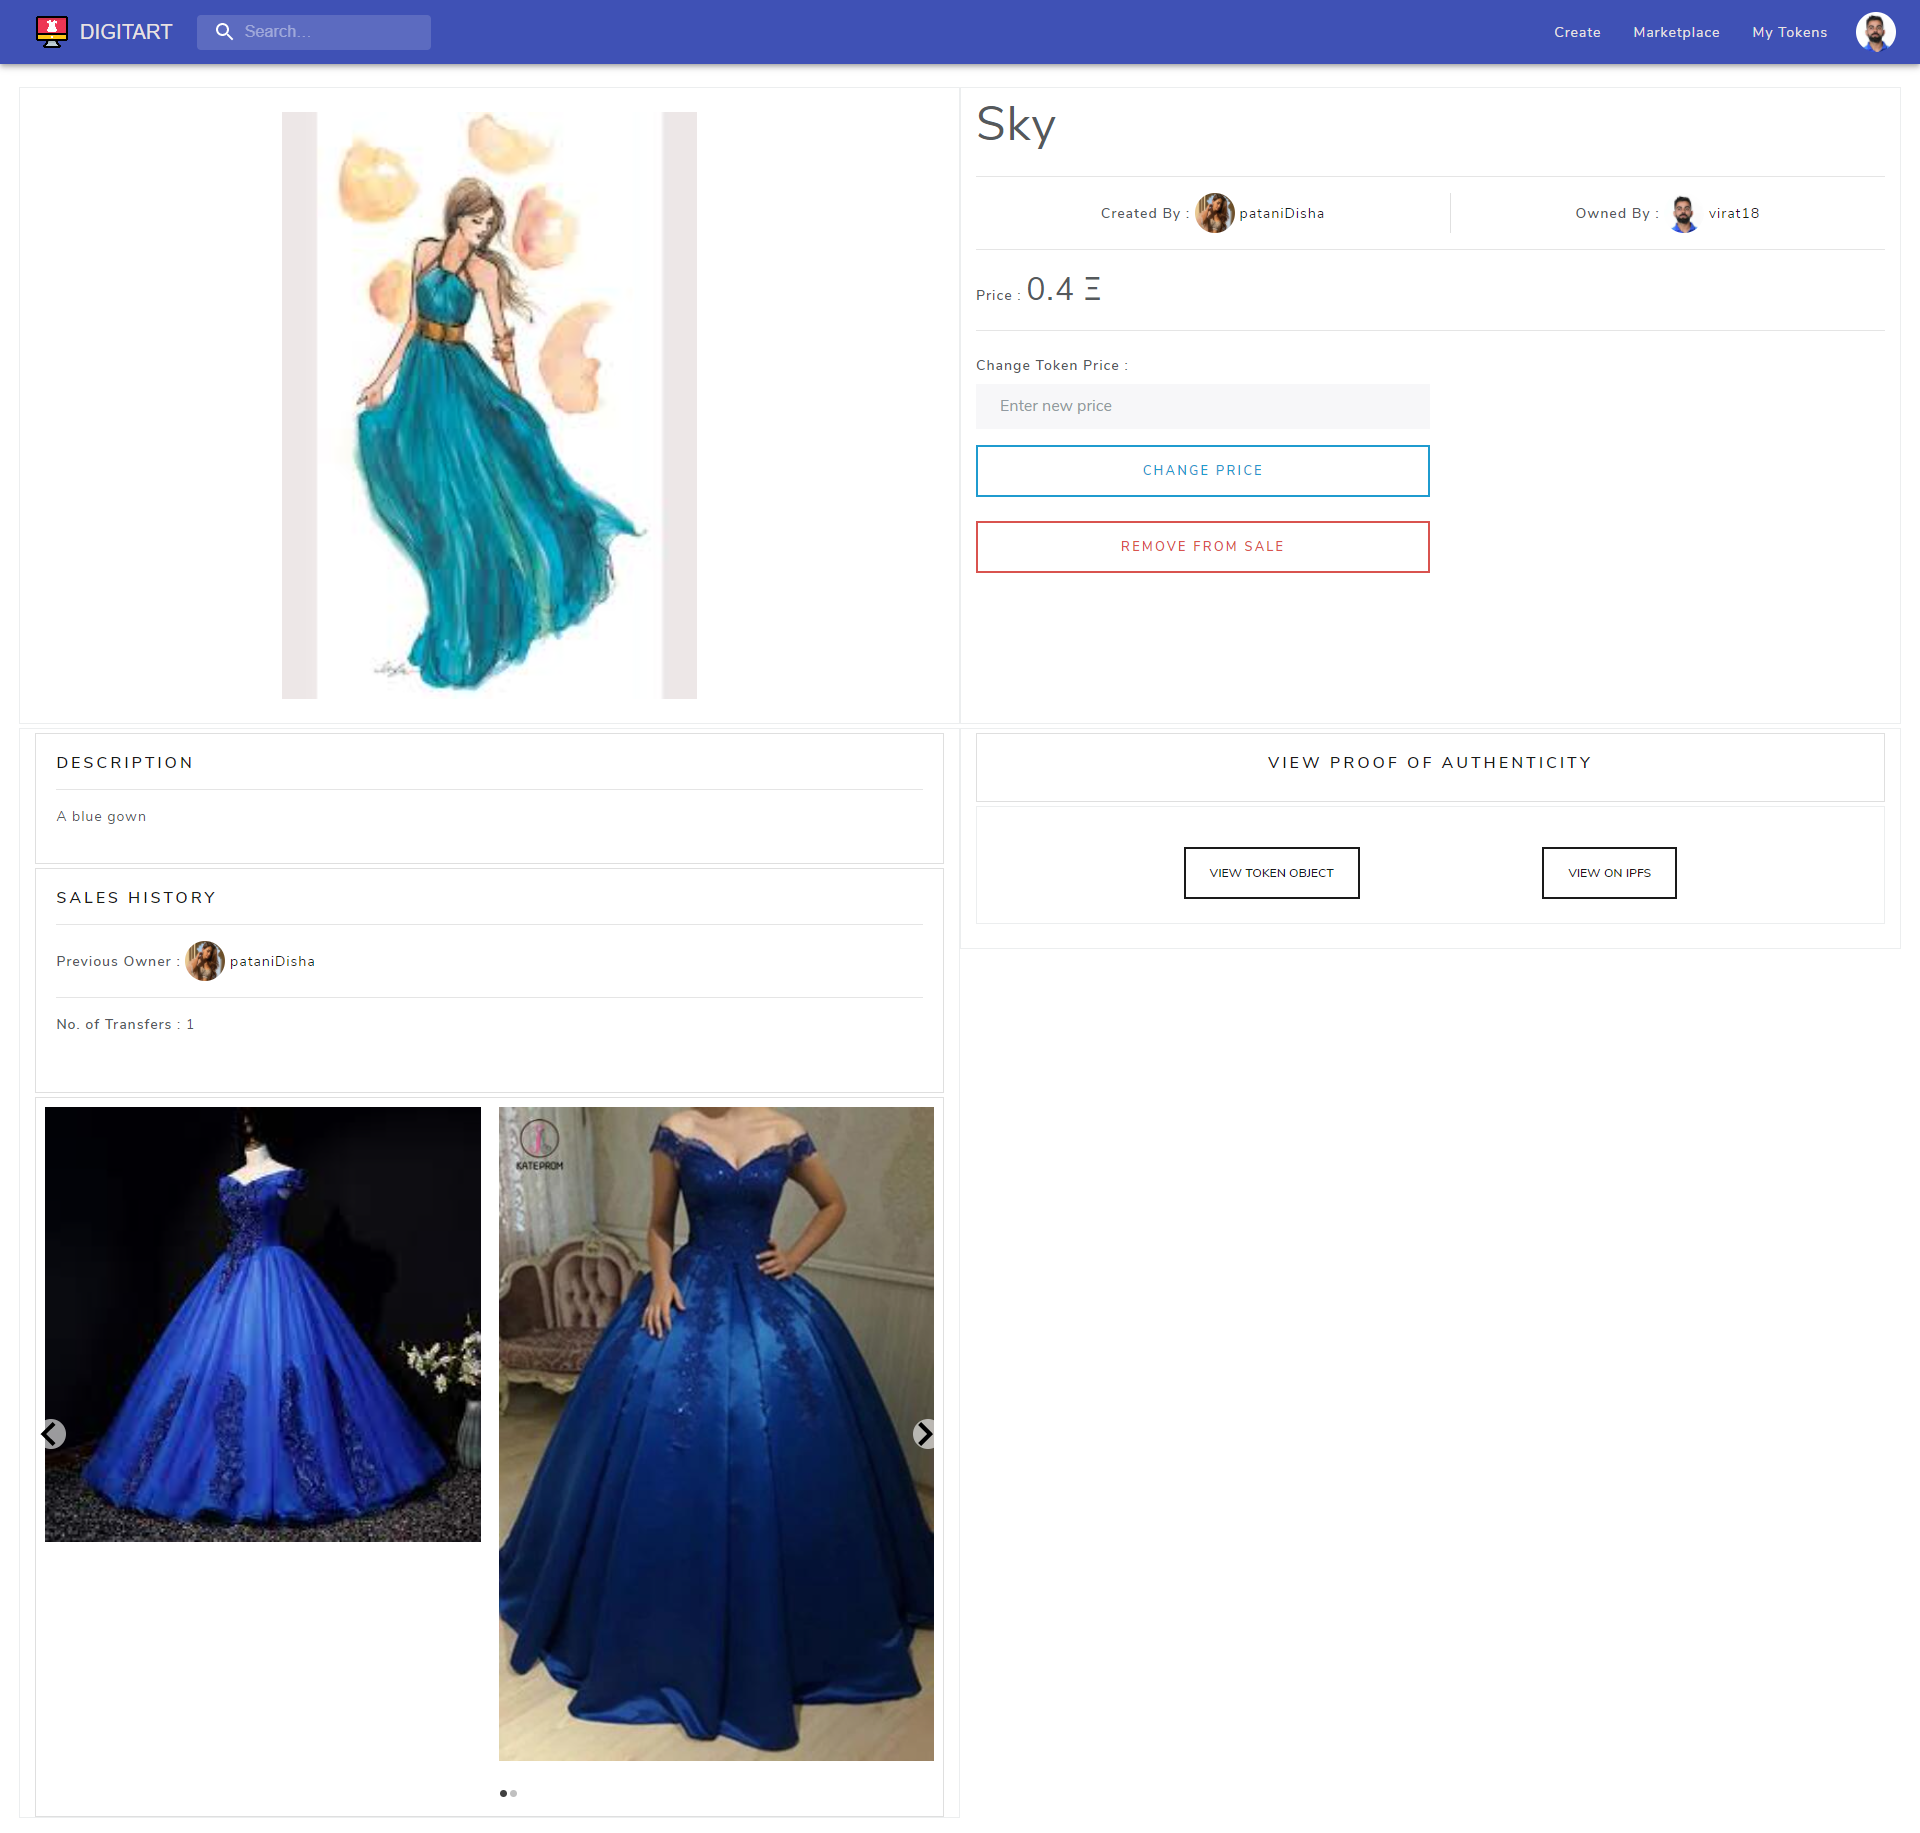 DIGITART
Search...
Create
Marketplace
My Tokens
Sky
Created By : pataniDisha
Owned By : virat18
Price : 0.4 Ξ
Change Token Price :
Enter new price
CHANGE PRICE
REMOVE FROM SALE
DESCRIPTION
A blue gown
SALES HISTORY
Previous Owner : pataniDisha
No. of Transfers : 1
KATEPROM
VIEW PROOF OF AUTHENTICITY
VIEW TOKEN OBJECT
VIEW ON IPFS